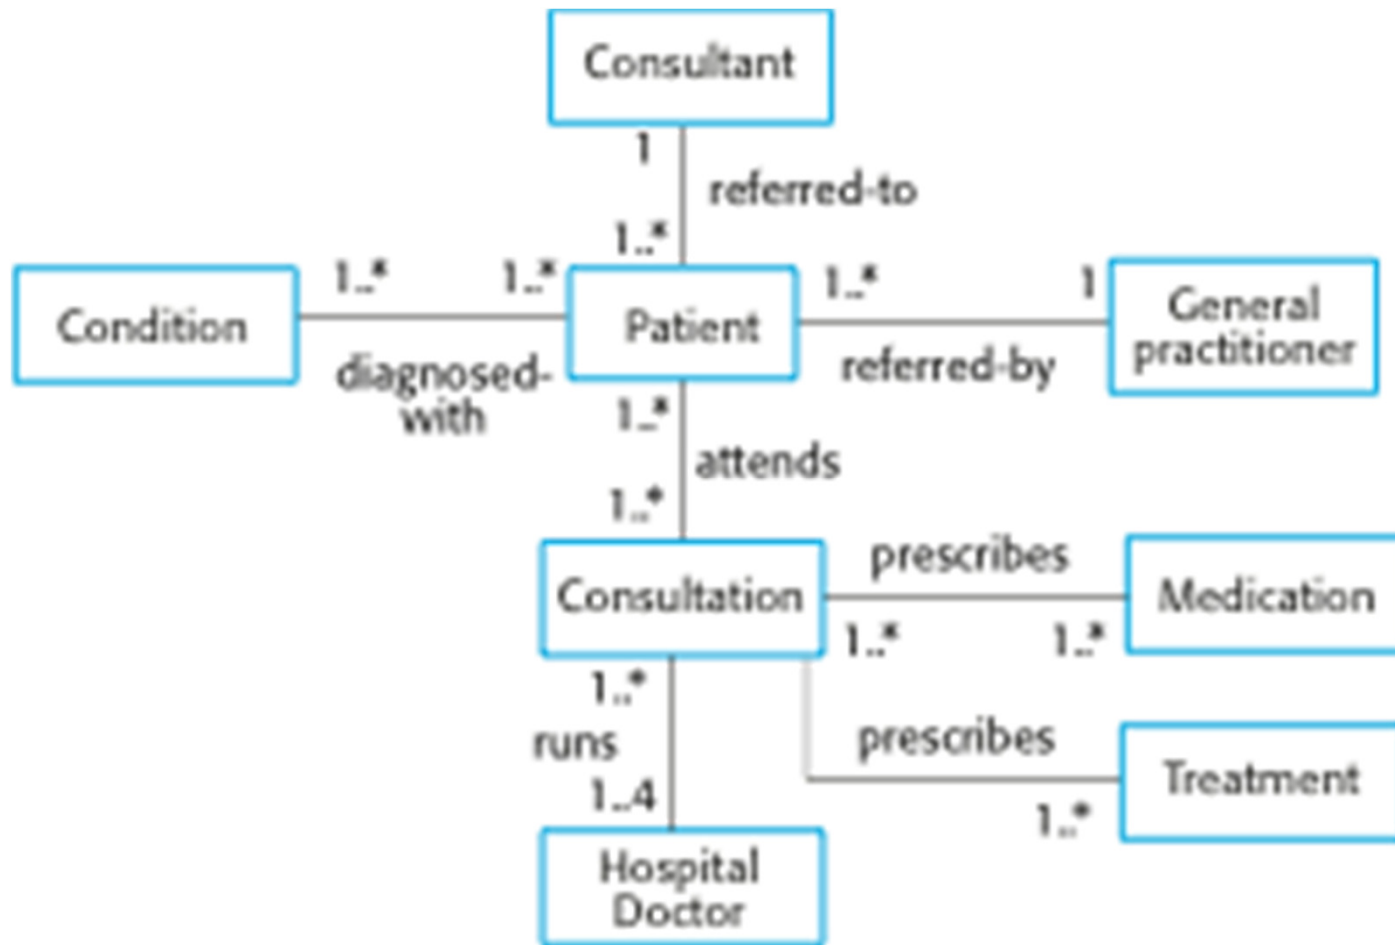 Consultant
1
referred-to
1..*
1..*
1..*
1..*
1
Condition
Patient
General
practitioner
diagnosed-
with
referred-by
1..*
attends
1..*
prescribes
Consultation
Medication
1..*
1..*
1..*
runs
prescribes
Treatment
1..4
1..*
Hospital
Doctor